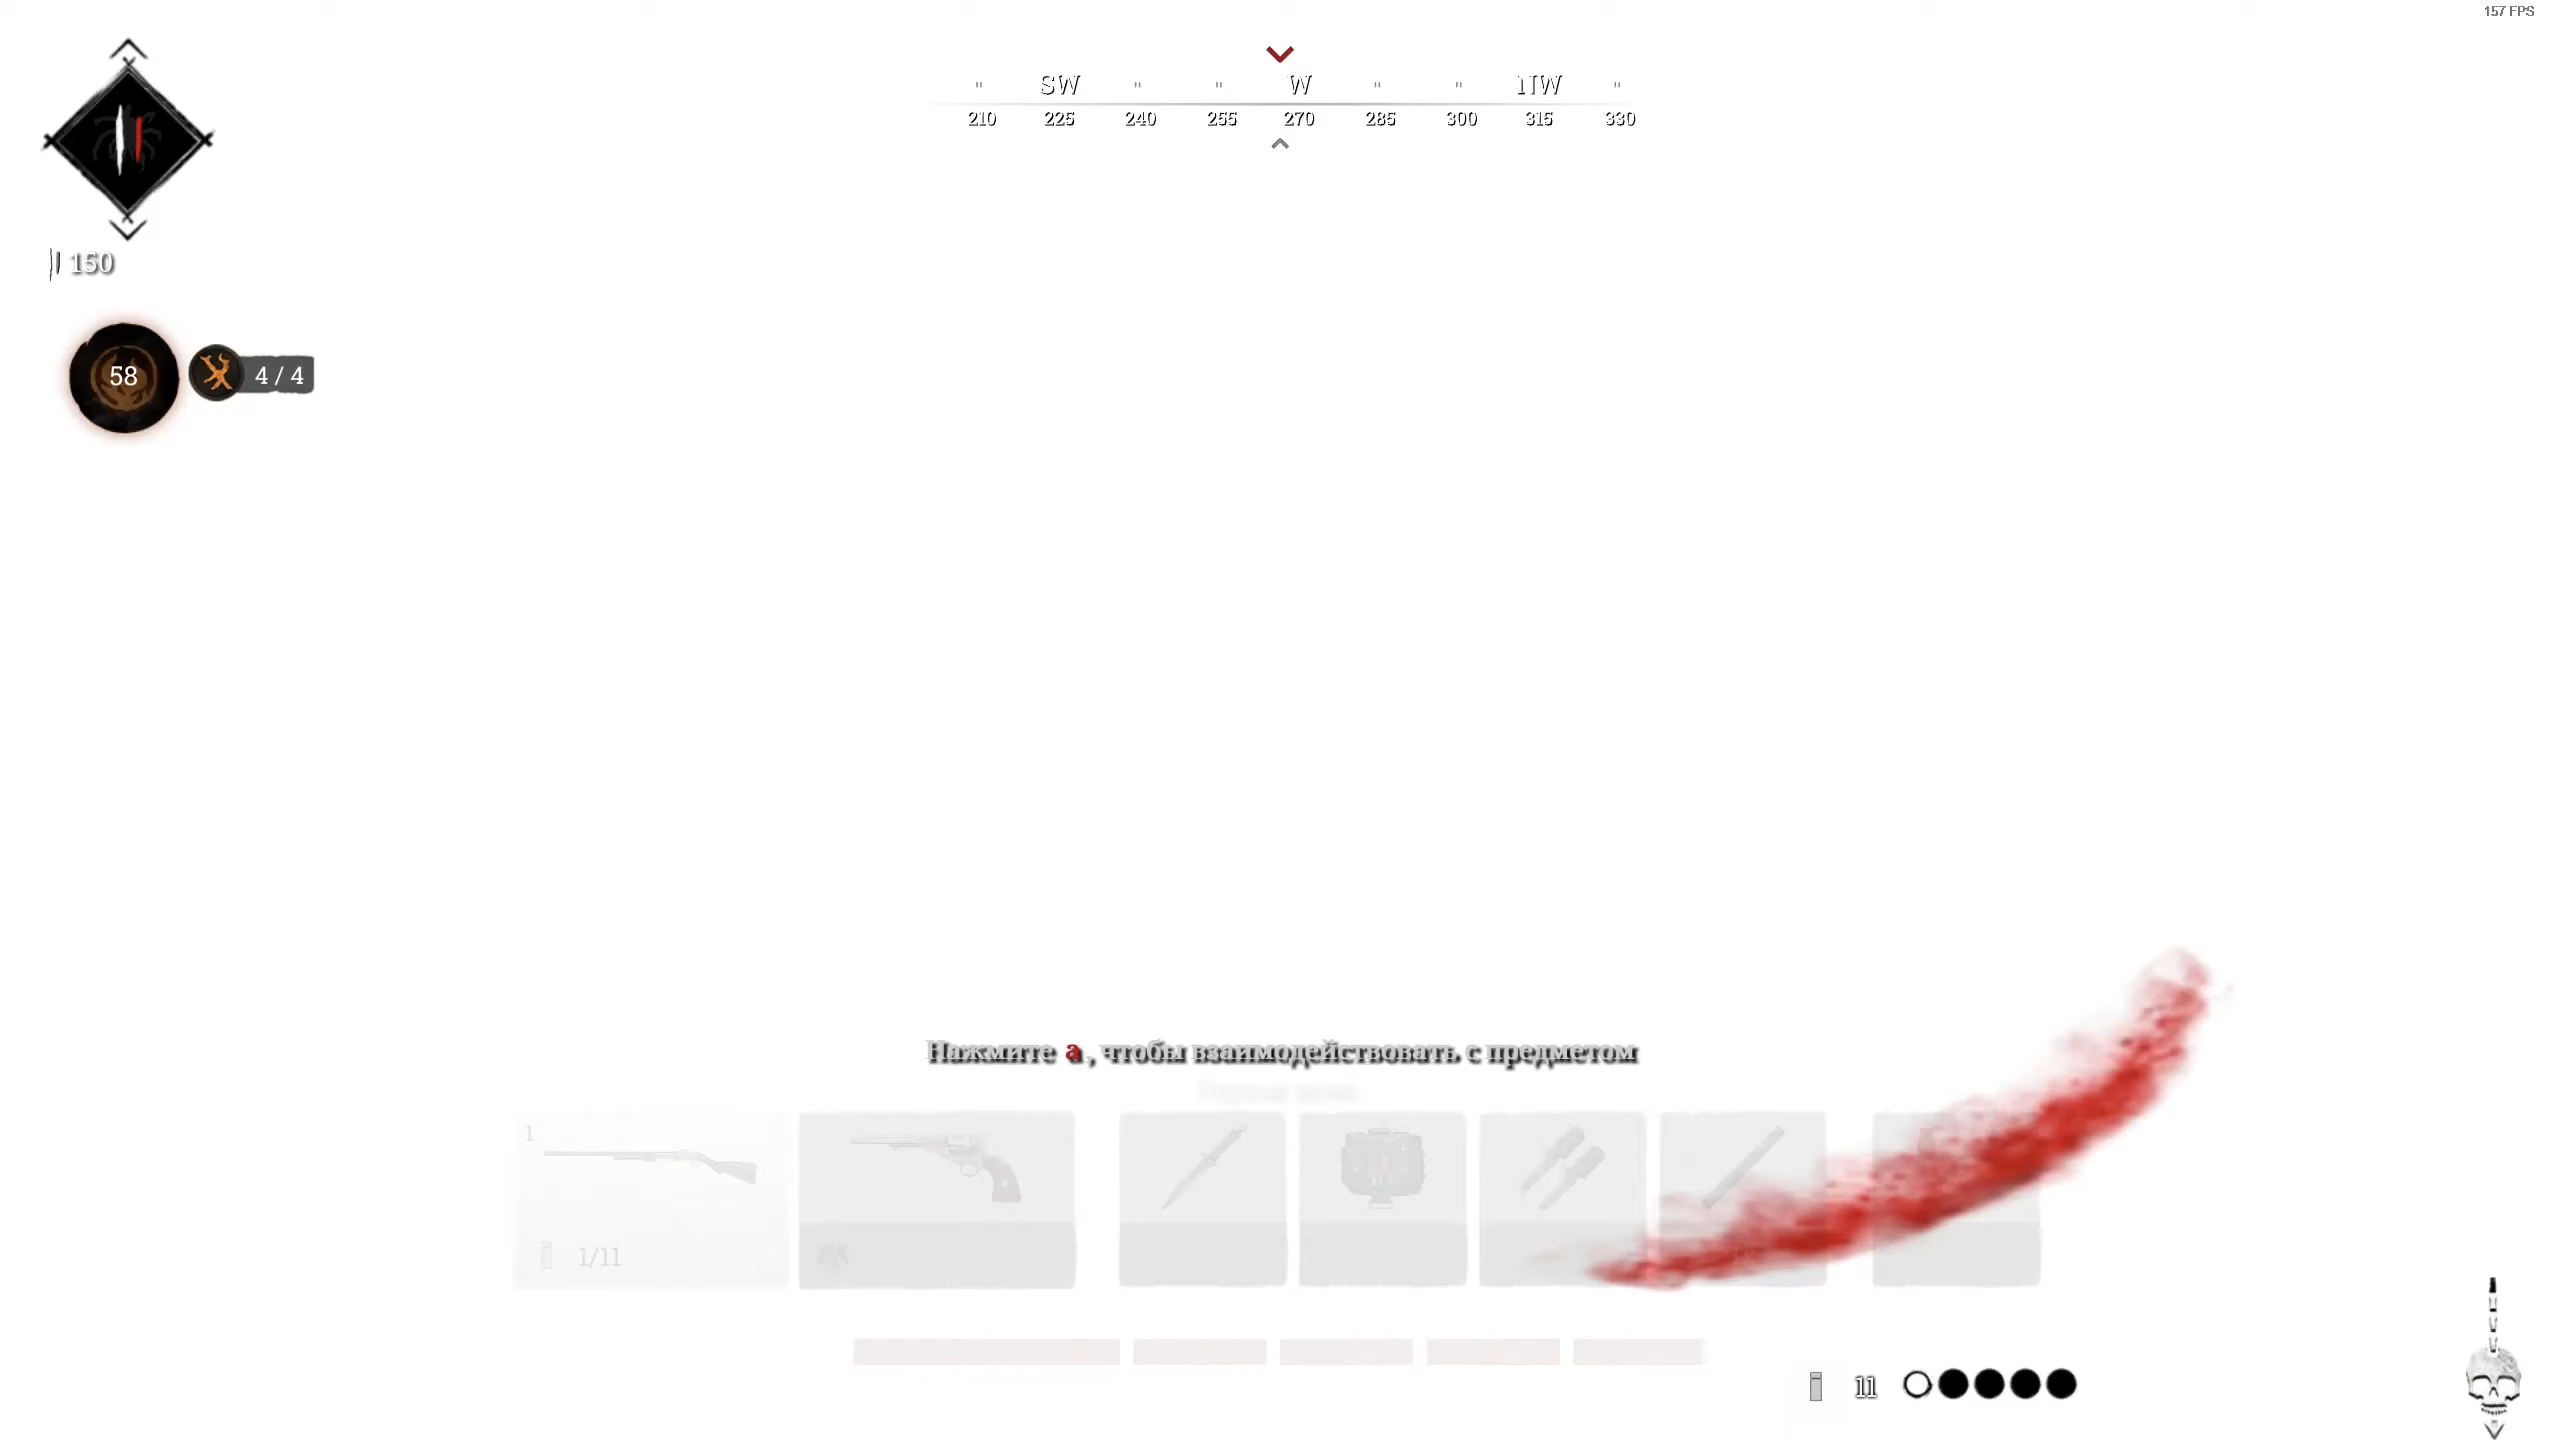 157 FPS
SW W NW
210 225 240 255 270 285 300 315 330
150
58 4 / 4
Нажмите а, чтобы взаимодействовать с предметом
1
1/11
11